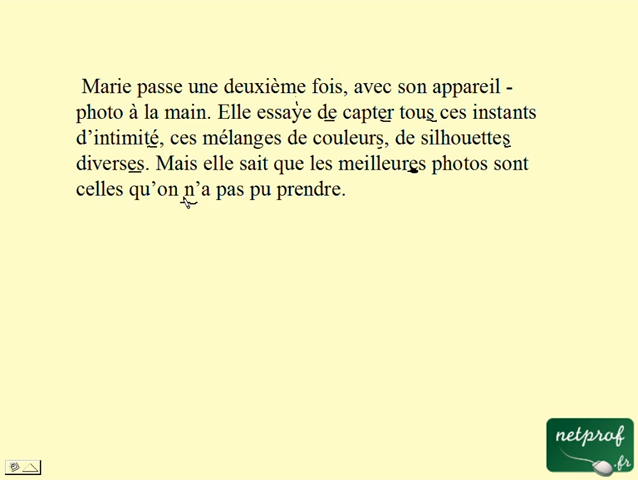 Marie passe une deuxième fois, avec son appareil -
photo à la main. Elle essaye de capter tous ces instants
d'intimité, ces mélanges de couleurs, de silhouettes
diverses. Mais elle sait que les meilleures photos sont
celles qu'on n'a pas pu prendre.
netprof
.fr